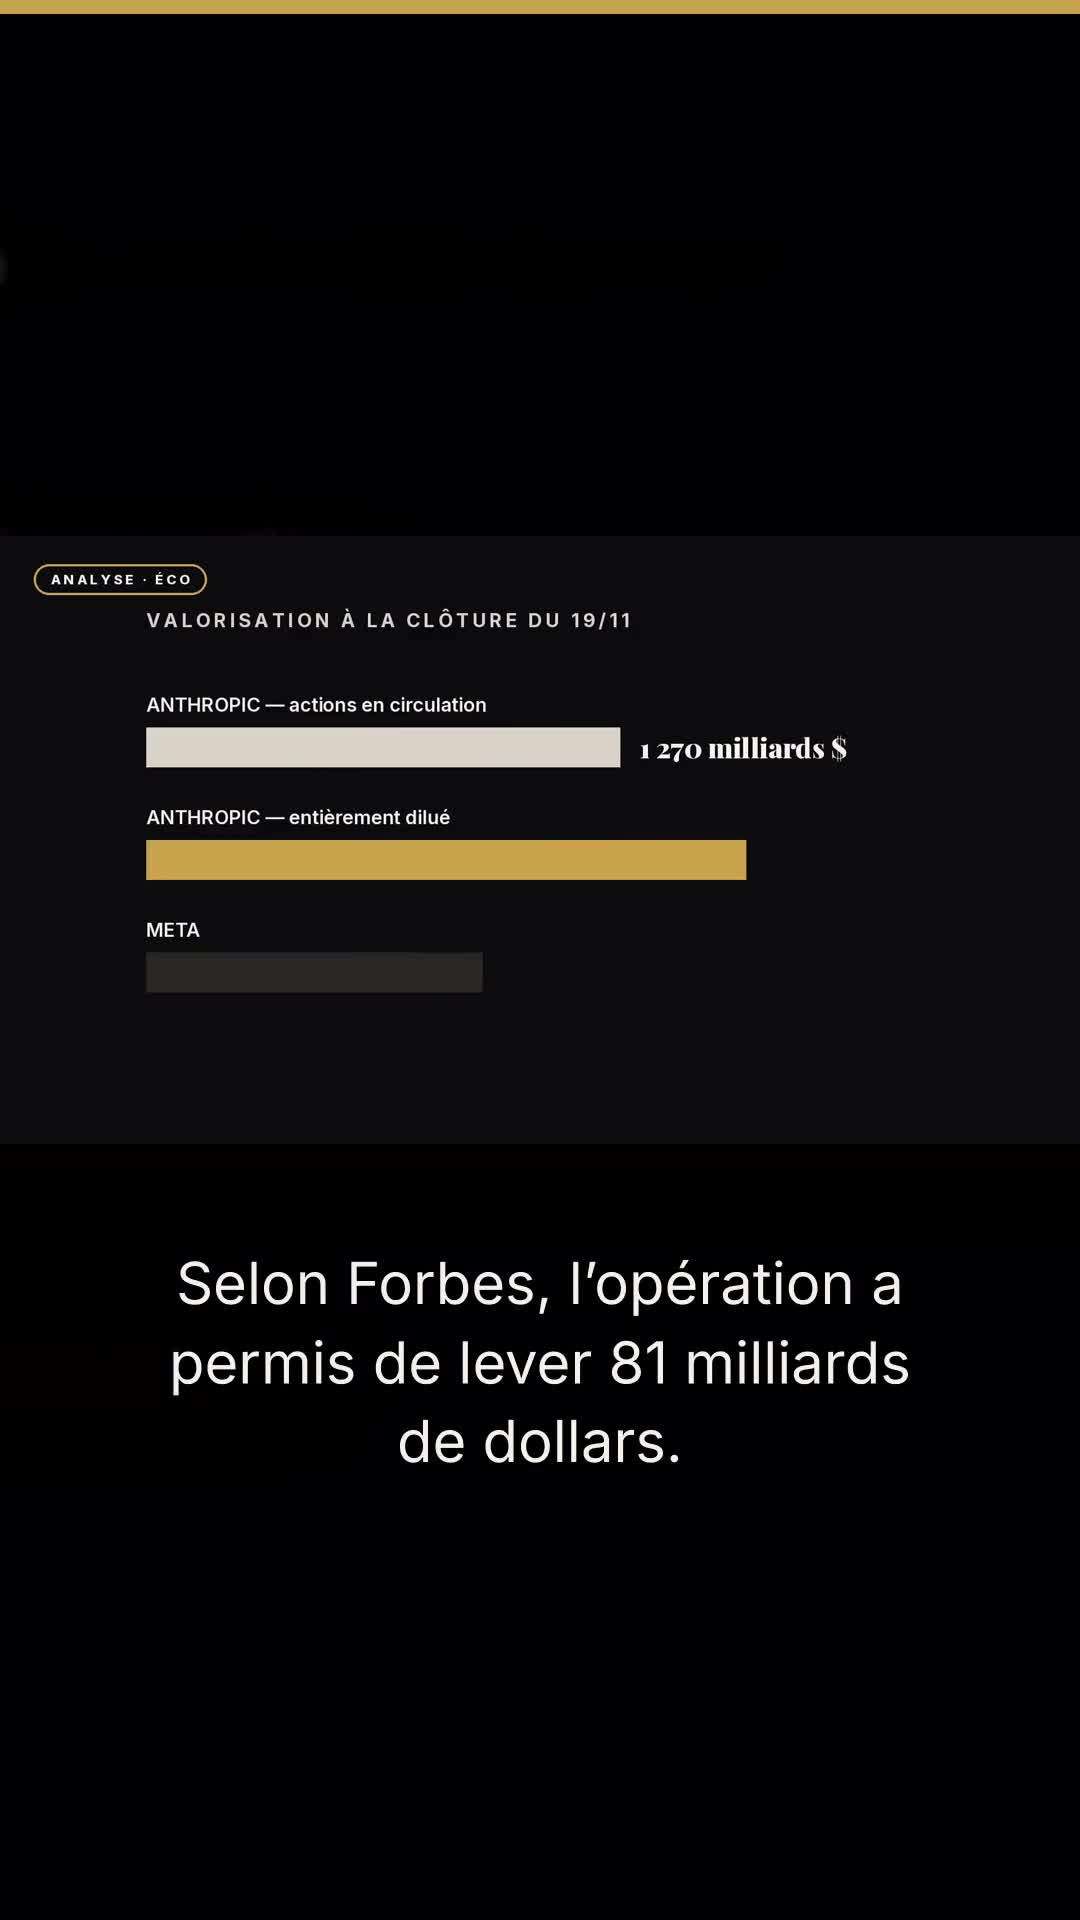 ANALYSE · ÉCO
VALORISATION À LA CLÔTURE DU 19/11
ANTHROPIC — actions en circulation
1 270 milliards $
ANTHROPIC — entièrement dilué
META
Selon Forbes, l’opération a
permis de lever 81 milliards
de dollars.